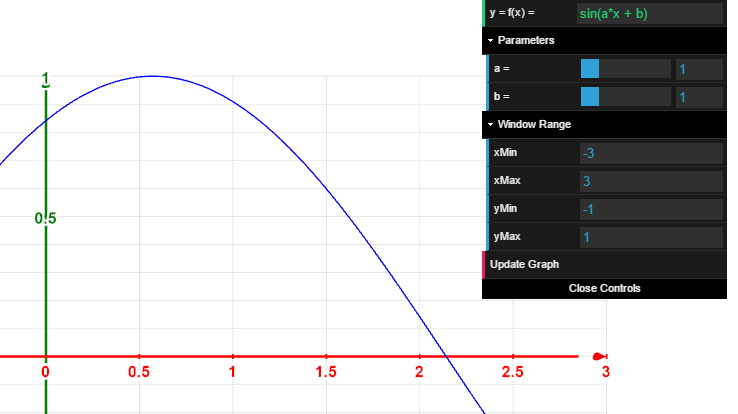 y = f(x) = sin(a*x + b)
Parameters
a = 1
b = 1
Window Range
xMin -3
xMax 3
yMin -1
yMax 1
Update Graph
Close Controls
1
0.5
0 0.5 1 1.5 2 2.5 3